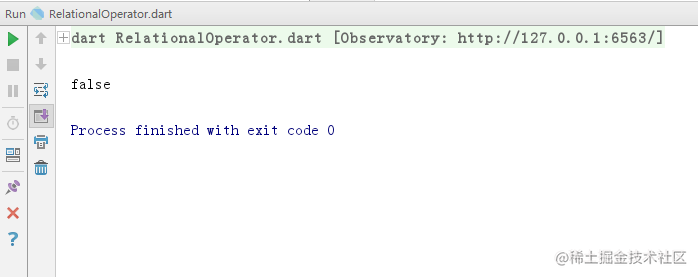 Run RelationalOperator.dart
dart RelationalOperator.dart [Observatory: http://127.0.0.1:6563/]
false
Process finished with exit code 0
@稀土掘金技术社区